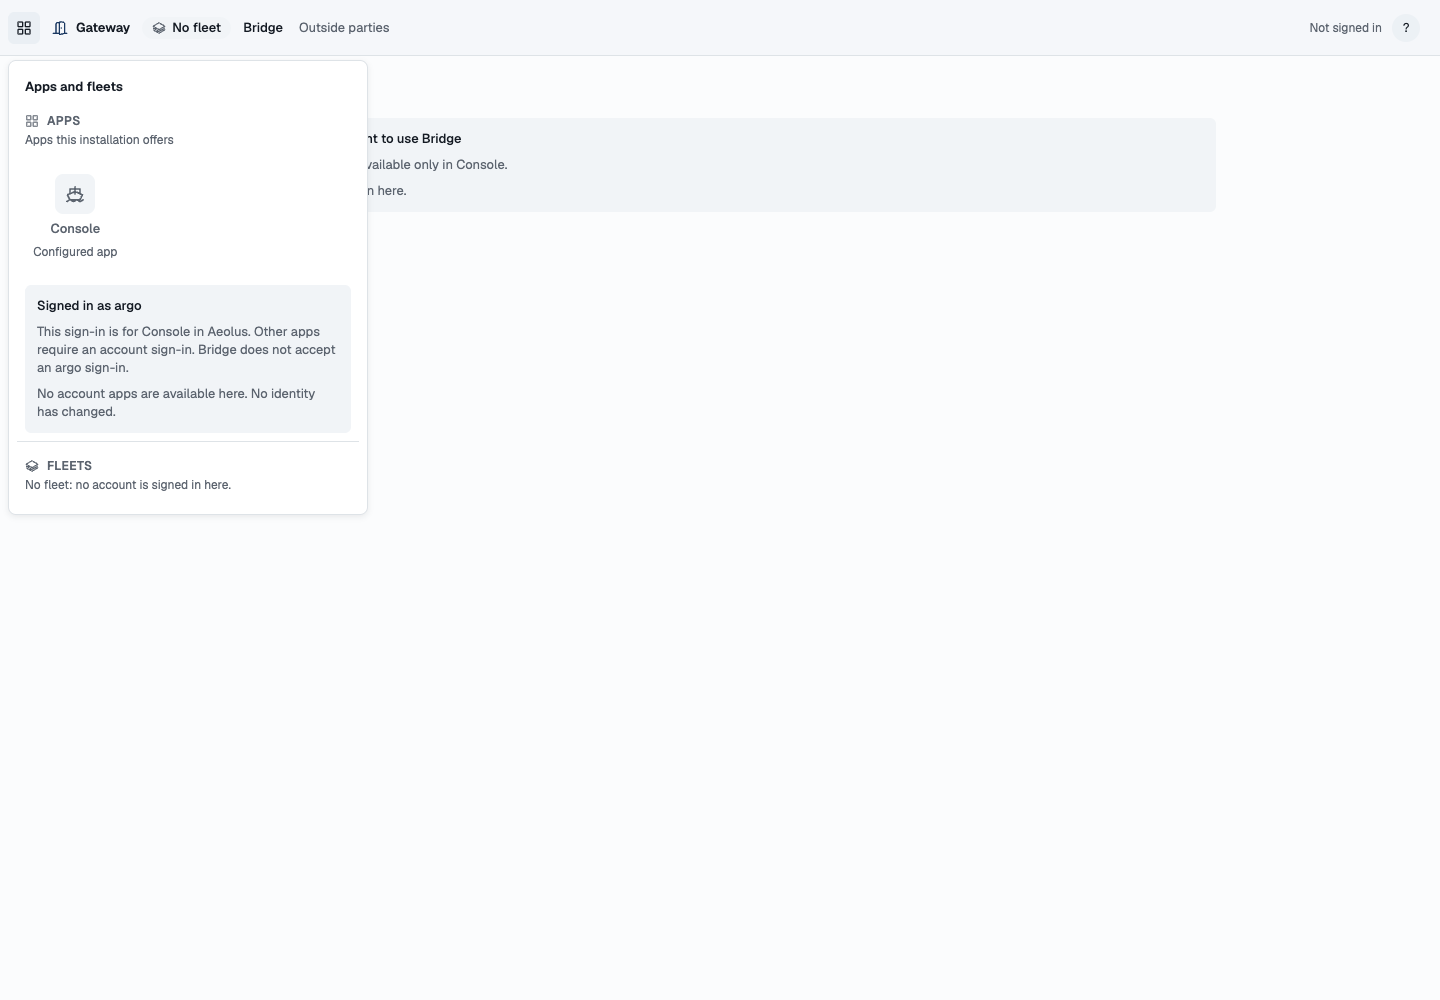 Gateway
No fleet
Bridge
Outside parties
Not signed in
?
Apps and fleets
APPS
Apps this installation offers
Console
Configured app
Signed in as argo
This sign-in is for Console in Aeolus. Other apps
require an account sign-in. Bridge does not accept
an argo sign-in.
No account apps are available here. No identity
has changed.
FLEETS
No fleet: no account is signed in here.
to use Bridge
only in Console.
here.